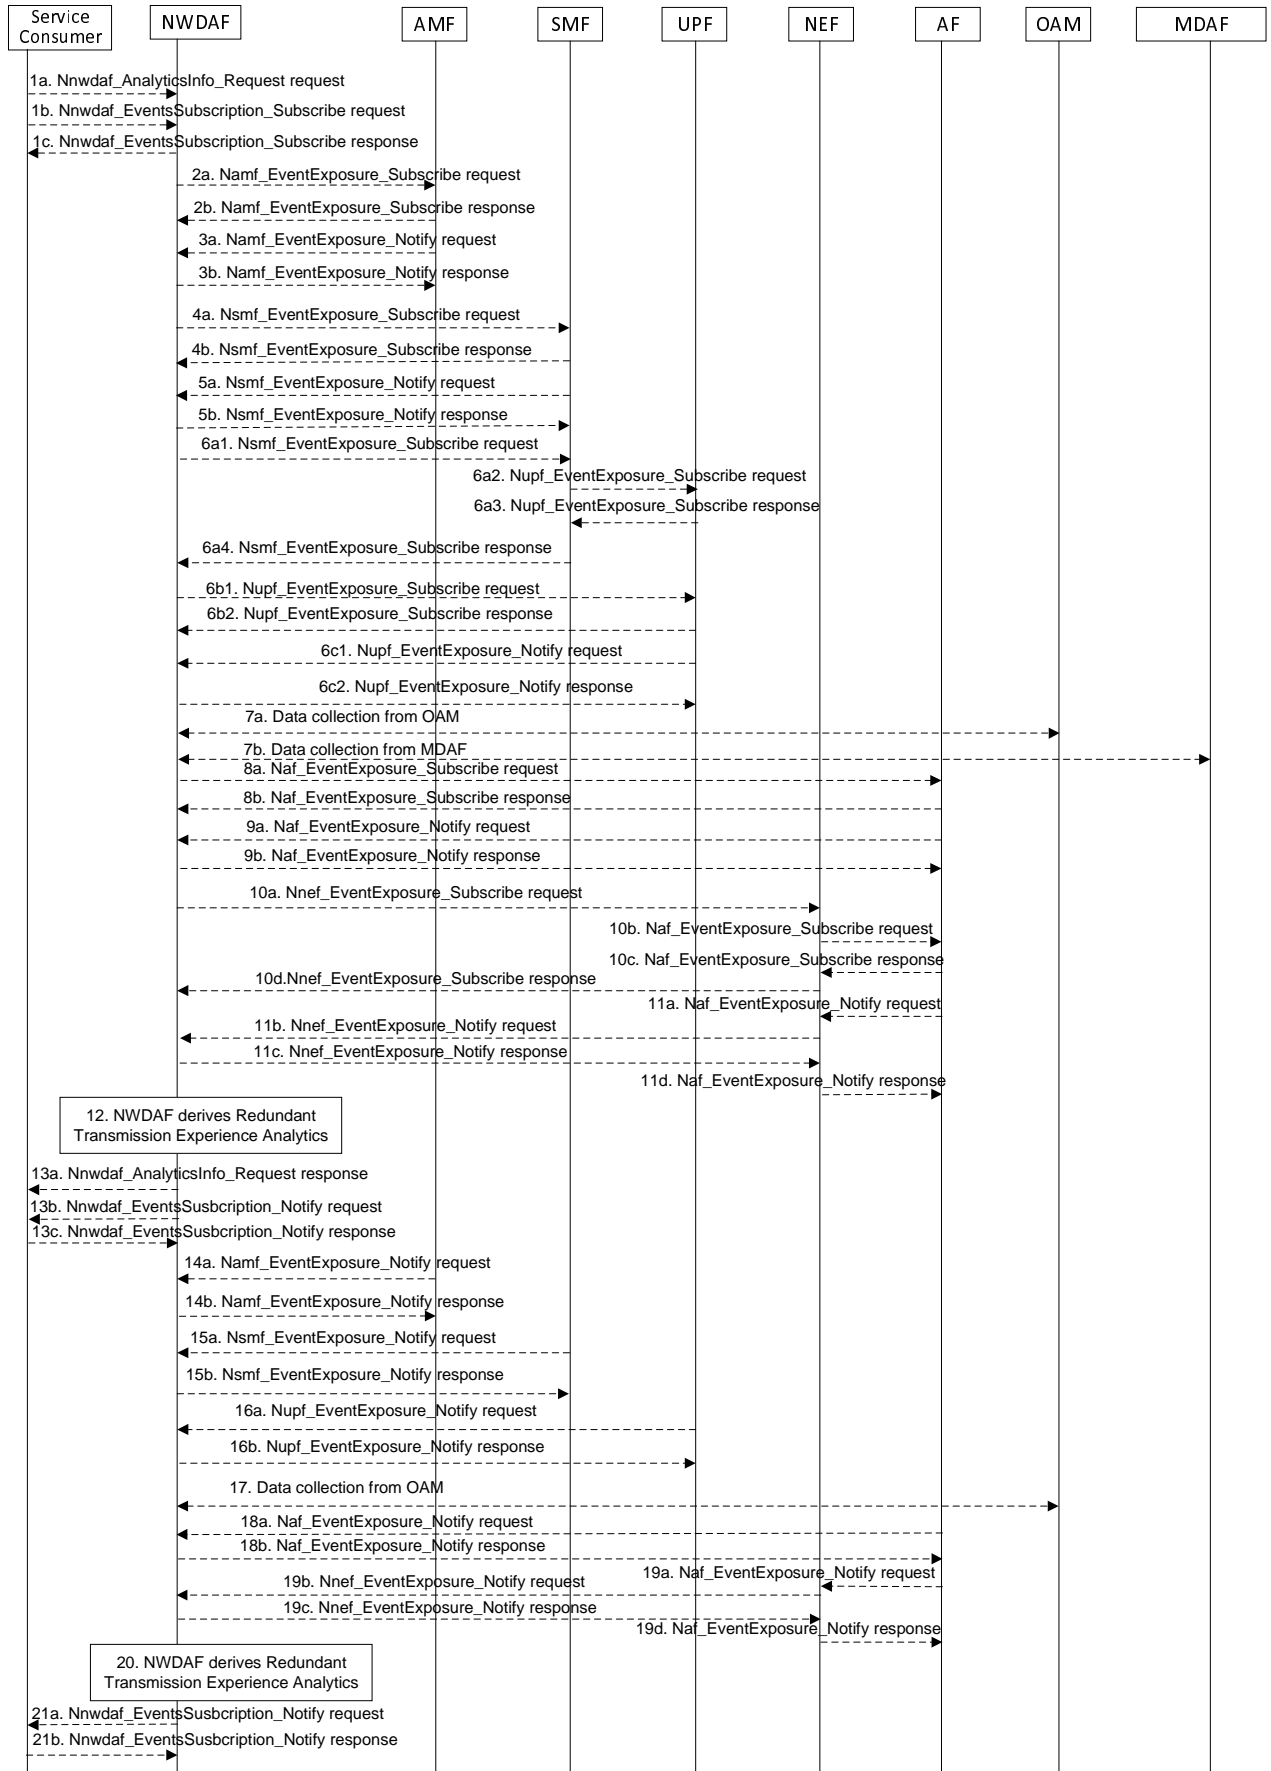 Service
Consumer
NWDAF
AMF
SMF
UPF
NEF
AF
OAM
MDAF
1a. Nnwdaf_AnalyticsInfo_Request request
1b. Nnwdaf_EventsSubscription_Subscribe request
1c. Nnwdaf_EventsSubscription_Subscribe response
2a. Namf_EventExposure_Subscribe request
2b. Namf_EventExposure_Subscribe response
3a. Namf_EventExposure_Notify request
3b. Namf_EventExposure_Notify response
4a. Nsmf_EventExposure_Subscribe request
4b. Nsmf_EventExposure_Subscribe response
5a. Nsmf_EventExposure_Notify request
5b. Nsmf_EventExposure_Notify response
6a1. Nsmf_EventExposure_Subscribe request
6a2. Nupf_EventExposure_Subscribe request
6a3. Nupf_EventExposure_Subscribe response
6a4. Nsmf_EventExposure_Subscribe response
6b1. Nupf_EventExposure_Subscribe request
6b2. Nupf_EventExposure_Subscribe response
6c1. Nupf_EventExposure_Notify request
6c2. Nupf_EventExposure_Notify response
7a. Data collection from OAM
7b. Data collection from MDAF
8a. Naf_EventExposure_Subscribe request
8b. Naf_EventExposure_Subscribe response
9a. Naf_EventExposure_Notify request
9b. Naf_EventExposure_Notify response
10a. Nnef_EventExposure_Subscribe request
10b. Naf_EventExposure_Subscribe request
10c. Naf_EventExposure_Subscribe response
10d.Nnef_EventExposure_Subscribe response
11a. Naf_EventExposure_Notify request
11b. Nnef_EventExposure_Notify request
11c. Nnef_EventExposure_Notify response
11d. Naf_EventExposure_Notify response
12. NWDAF derives Redundant
Transmission Experience Analytics
13a. Nnwdaf_AnalyticsInfo_Request response
13b. Nnwdaf_EventsSusbcription_Notify request
13c. Nnwdaf_EventsSusbcription_Notify response
14a. Namf_EventExposure_Notify request
14b. Namf_EventExposure_Notify response
15a. Nsmf_EventExposure_Notify request
15b. Nsmf_EventExposure_Notify response
16a. Nupf_EventExposure_Notify request
16b. Nupf_EventExposure_Notify response
17. Data collection from OAM
18a. Naf_EventExposure_Notify request
18b. Naf_EventExposure_Notify response
19a. Naf_EventExposure_Notify request
19b. Nnef_EventExposure_Notify request
19c. Nnef_EventExposure_Notify response
19d. Naf_EventExposure_Notify response
20. NWDAF derives Redundant
Transmission Experience Analytics
21a. Nnwdaf_EventsSusbcription_Notify request
21b. Nnwdaf_EventsSusbcription_Notify response